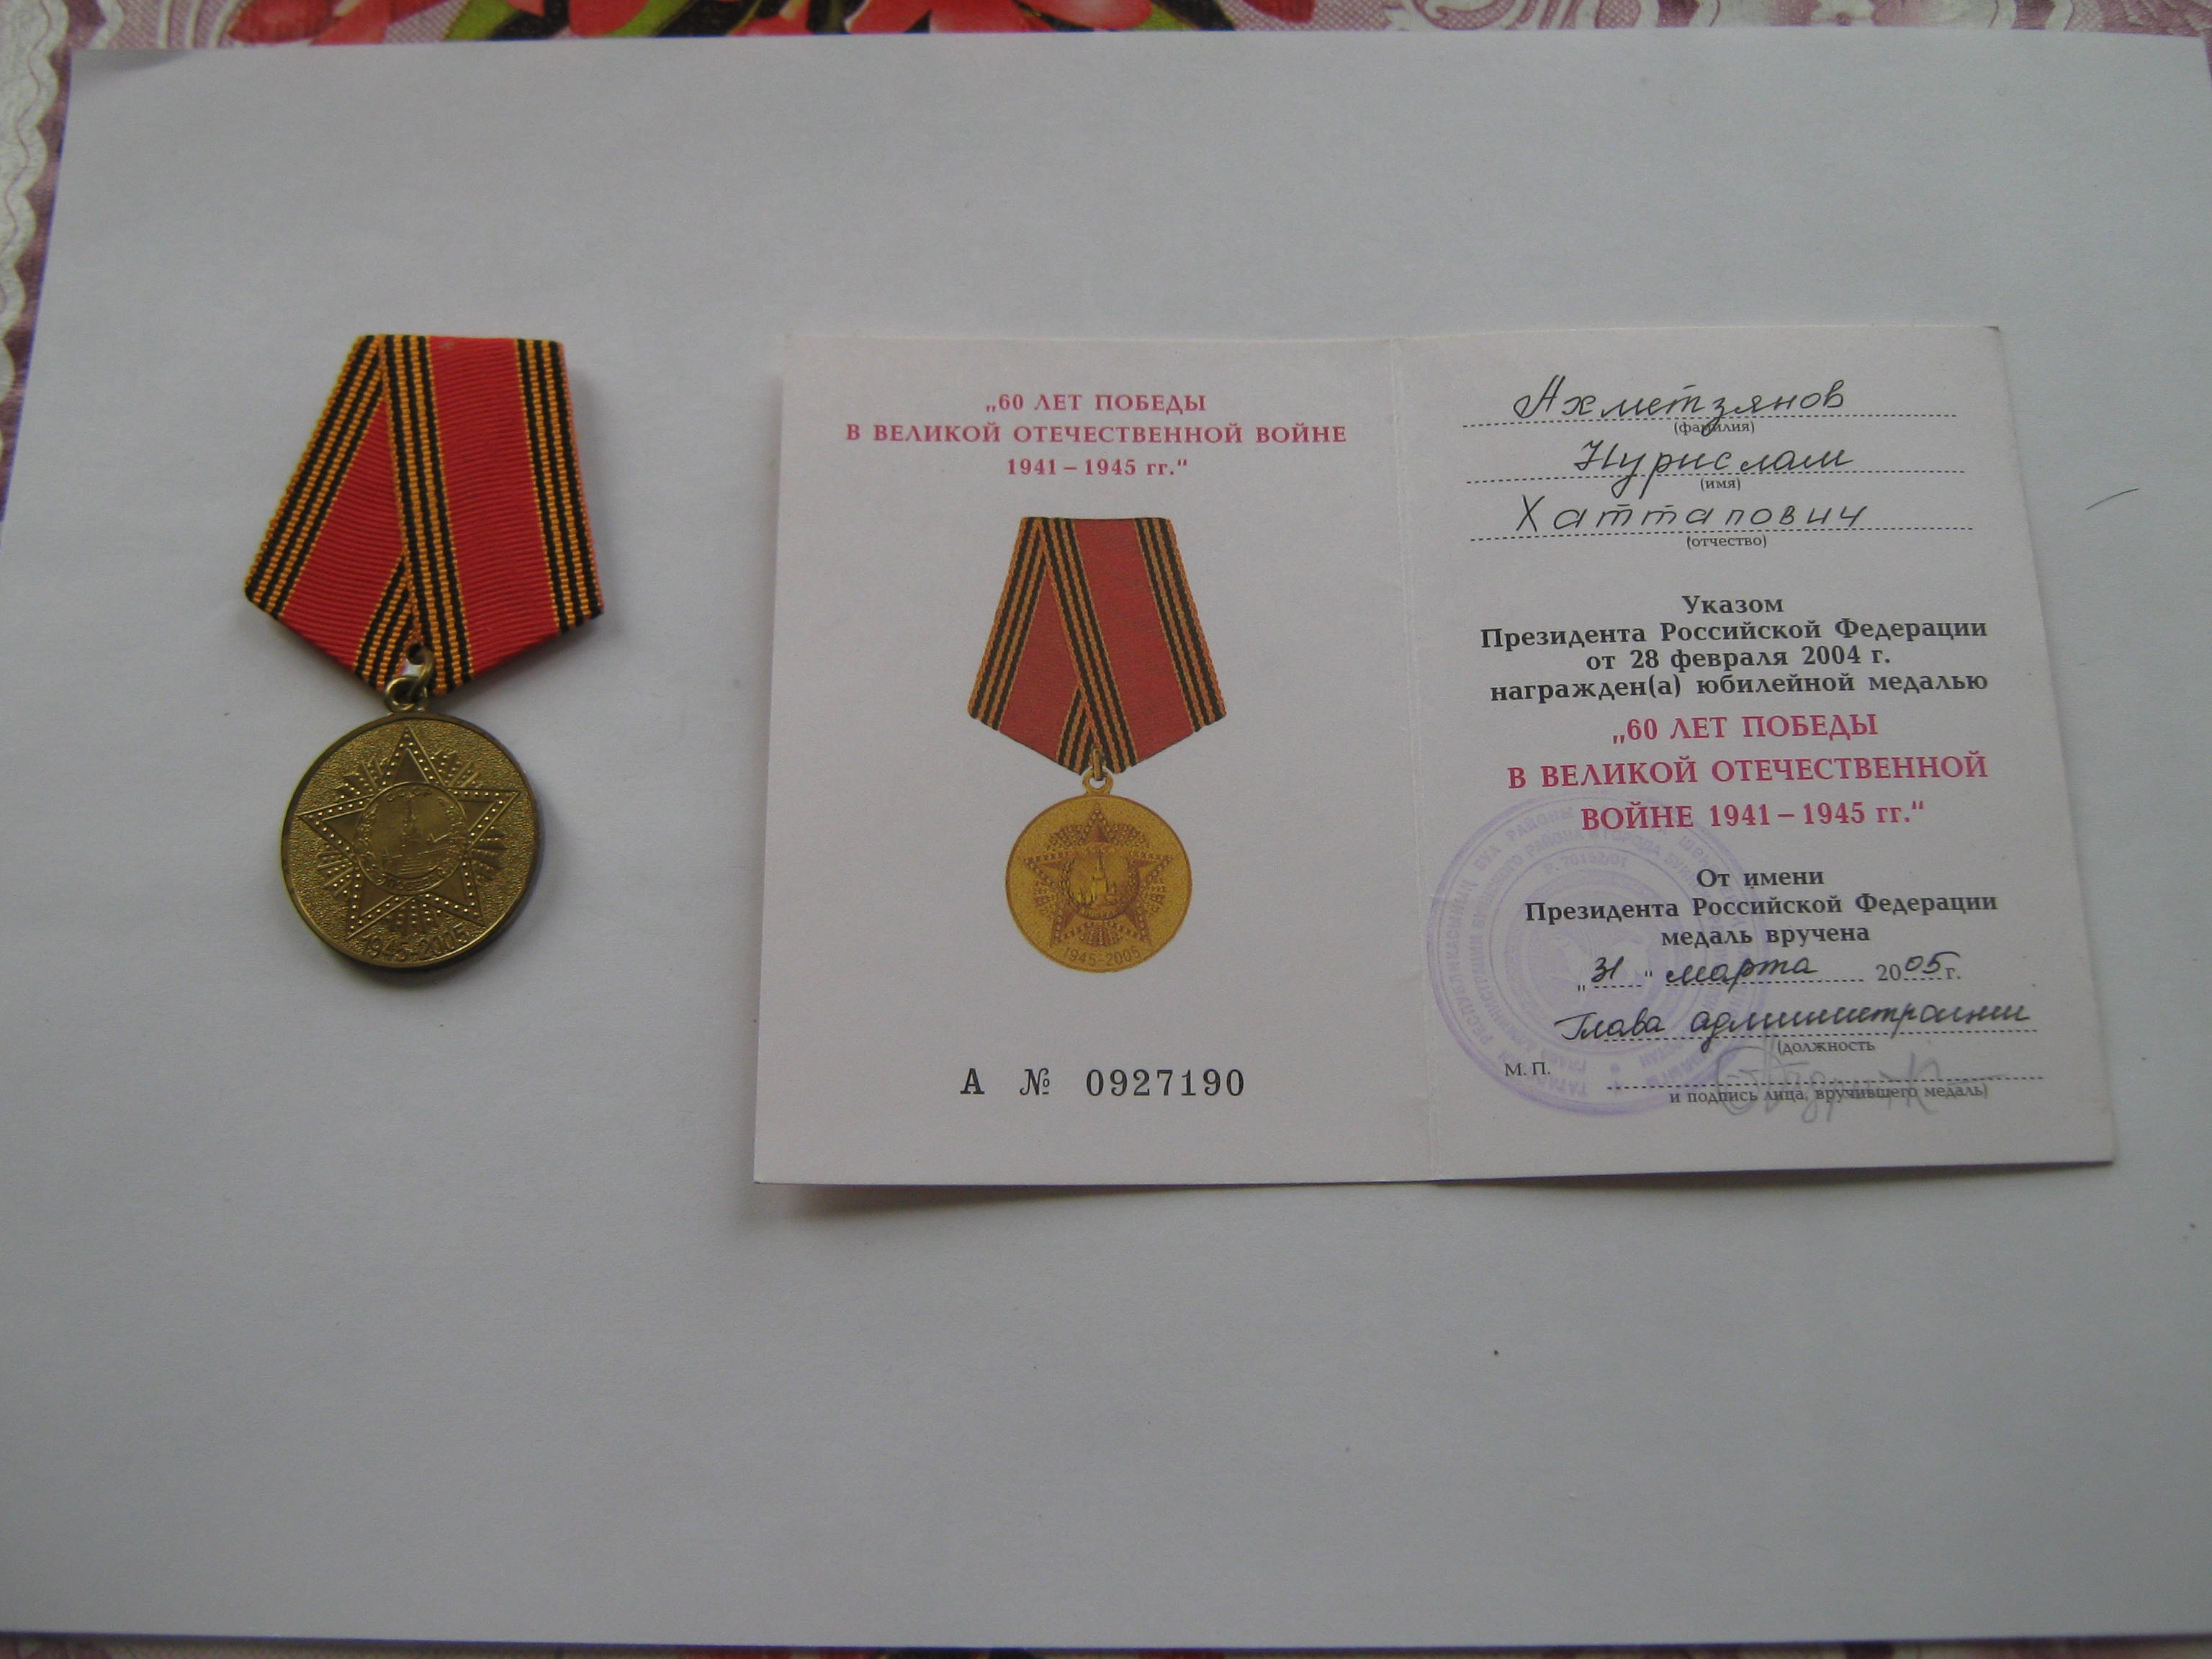 1945-2005
„60 ЛЕТ ПОБЕДЫ
В ВЕЛИКОЙ ОТЕЧЕСТВЕННОЙ ВОЙНЕ
1941 – 1945 гг."
1945-2005
А № 0927190
Ахметзянов
(фамилия)
Нурислам
(имя)
Хаттапович
(отчество)
Указом
Президента Российской Федерации
от 28 февраля 2004 г.
награжден(а) юбилейной медалью
„60 ЛЕТ ПОБЕДЫ
В ВЕЛИКОЙ ОТЕЧЕСТВЕННОЙ
ВОЙНЕ 1941 – 1945 гг."
От имени
Президента Российской Федерации
медаль вручена
„31" марта 2005 г.
Глава администрации
(должность
М. П.
и подпись лица, вручившего медаль)